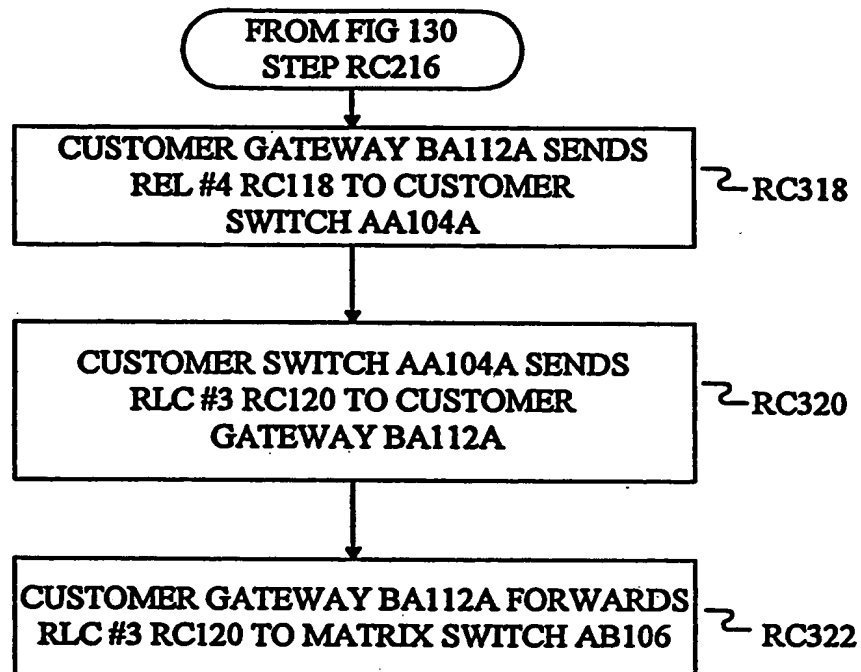 FROM FIG 130
STEP RC216
CUSTOMER GATEWAY BA112A SENDS
REL #4 RC118 TO CUSTOMER
SWITCH AA104A
RC318
CUSTOMER SWITCH AA104A SENDS
RLC #3 RC120 TO CUSTOMER
GATEWAY BA112A
RC320
CUSTOMER GATEWAY BA112A FORWARDS
RLC #3 RC120 TO MATRIX SWITCH AB106
RC322